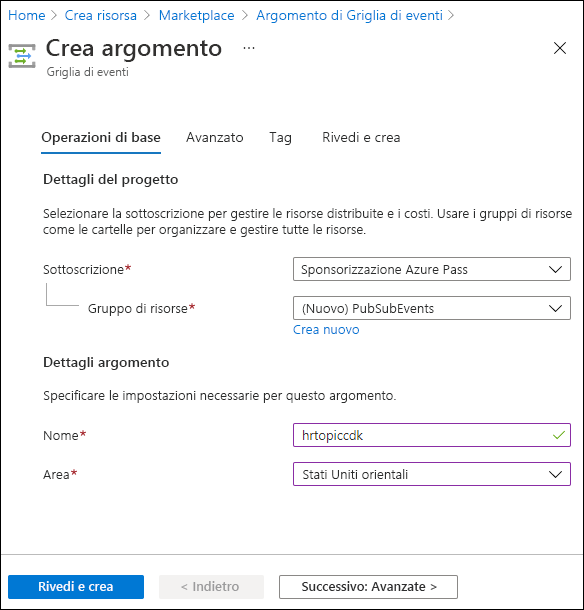 Home > Crea risorsa > Marketplace > Argomento di Griglia di eventi >
Crea argomento ...
Griglia di eventi
Operazioni di base Avanzato Tag Rivedi e crea
Dettagli del progetto
Selezionare la sottoscrizione per gestire le risorse distribuite e i costi. Usare i gruppi di risorse
come le cartelle per organizzare e gestire tutte le risorse.
Sottoscrizione* Sponsorizzazione Azure Pass
Gruppo di risorse* (Nuovo) PubSubEvents
Crea nuovo
Dettagli argomento
Specificare le impostazioni necessarie per questo argomento.
Nome* hrtopiccdk
Area* Stati Uniti orientali
Rivedi e crea < Indietro Successivo: Avanzate >